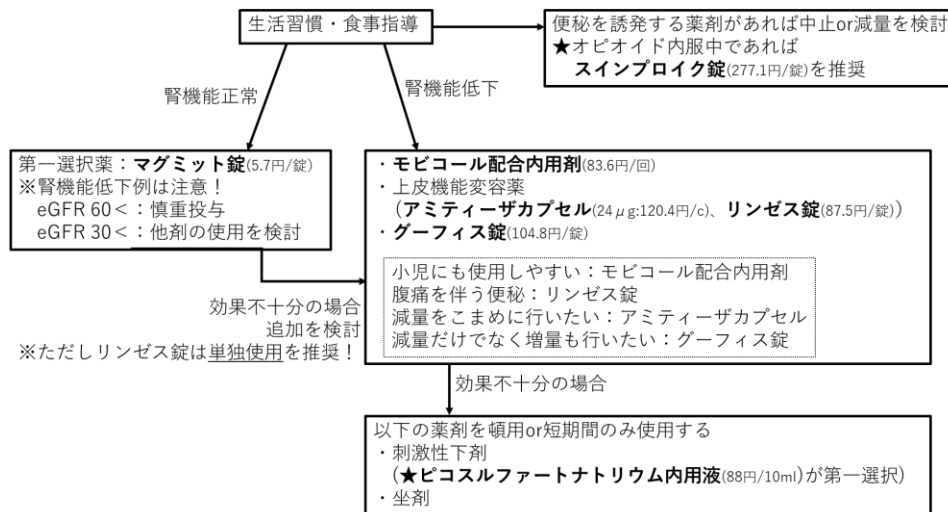 生活習慣・食事指導
便秘を誘発する薬剤があれば中止or減量を検討
★オピオイド内服中であれば
スインプロイク錠(277.1円/錠)を推奨
腎機能正常
腎機能低下
第一選択薬：マグミット錠(5.7円/錠)
※腎機能低下例は注意！
eGFR 60<：慎重投与
eGFR 30<：他剤の使用を検討
・モビコール配合内用剤(83.6円/回)
・上皮機能変容薬
（アミティーザカプセル(24μg:120.4円/c)、リンゼス錠(87.5円/錠)）
・グーフィス錠(104.8円/錠)
小児にも使用しやすい：モビコール配合内用剤
腹痛を伴う便秘：リンゼス錠
減量をこまめに行いたい：アミティーザカプセル
減量だけでなく増量も行いたい：グーフィス錠
効果不十分の場合
追加を検討
※ただしリンゼス錠は単独使用を推奨！
効果不十分の場合
以下の薬剤を頓用or短期間のみ使用する
・刺激性下剤
（★ピコスルファートナトリウム内用液(88円/10ml)が第一選択）
・坐剤